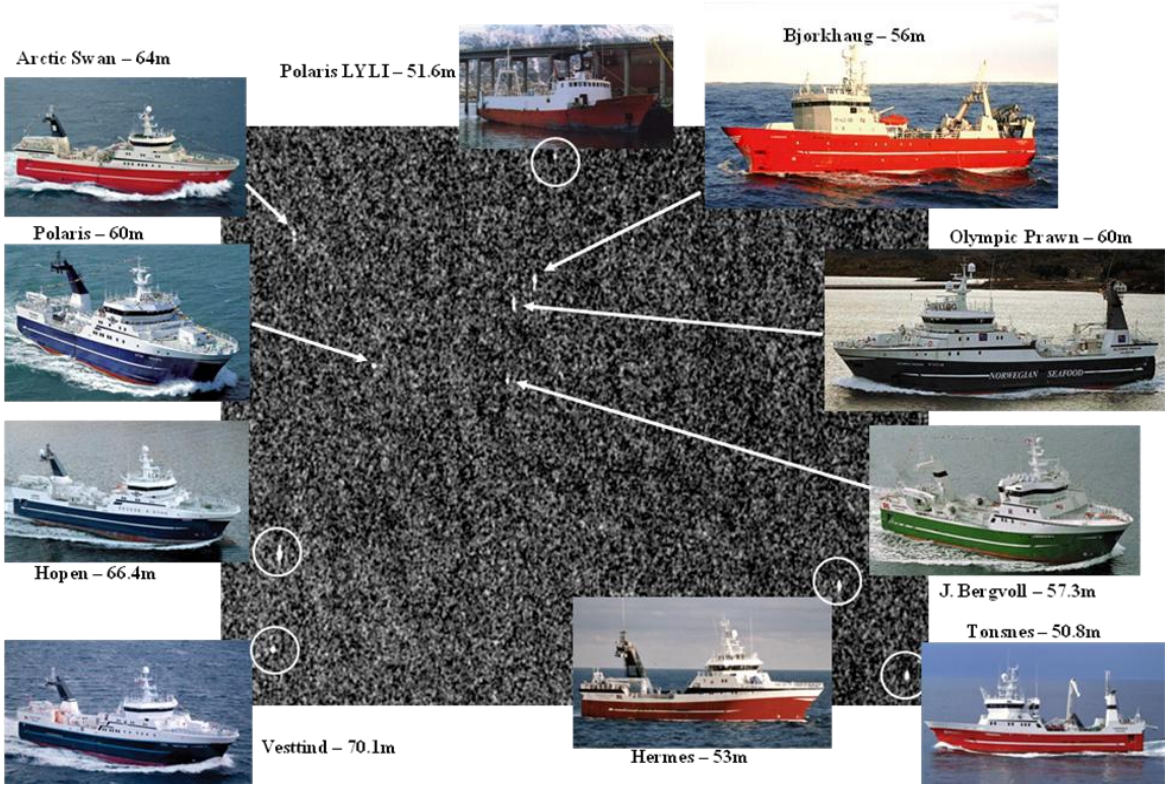 Arctic Swan – 64m
Polaris LYLI – 51.6m
Bjorkhaug – 56m
Polaris – 60m
Olympic Prawn – 60m
NORWEGIAN SEAFOOD
Hopen – 66.4m
J. Bergvoll – 57.3m
Tonsnes – 50.8m
Vesttind – 70.1m
Hermes – 53m